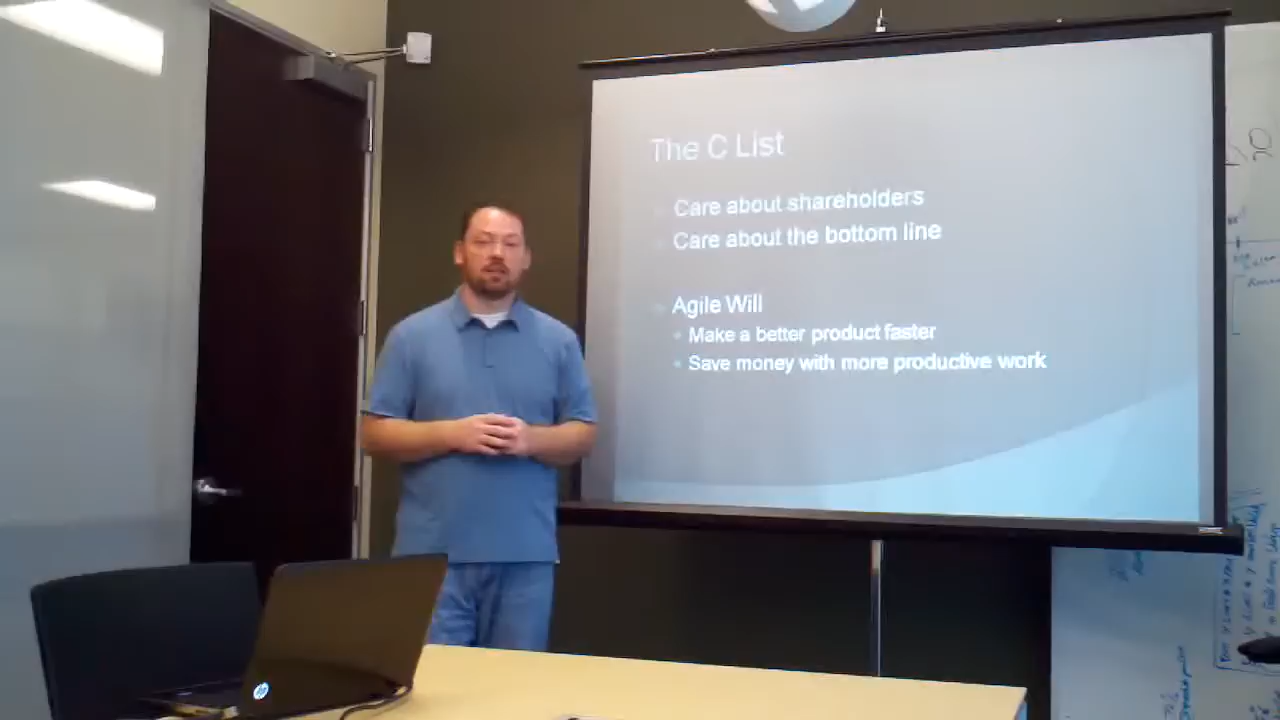 The C List
Care about shareholders
Care about the bottom line
Agile Will
Make a better product faster
Save money with more productive work
hp